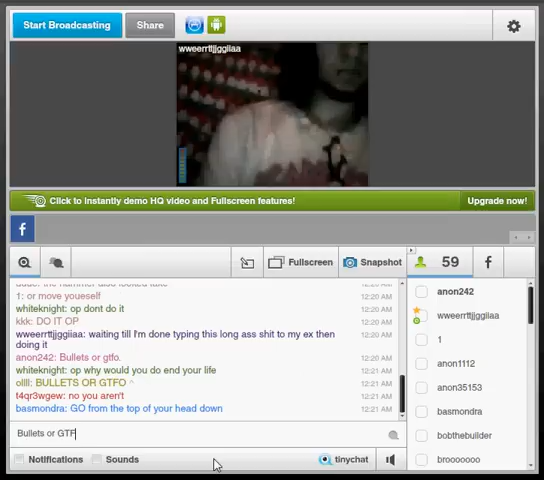 Start Broadcasting
Share
wweerrttjjggiiaa
Click to instantly demo HQ video and Fullscreen features!
Upgrade now!
Fullscreen
Snapshot
59
12:20 AM
1: or move youeself
12:20 AM
whiteknight: op dont do it
12:20 AM
kkk: DO IT OP
12:20 AM
wweerrttjjggiiaa: waiting till I'm done typing this long ass shit to my ex then
doing it
12:20 AM
anon242: Bullets or gtfo.
12:20 AM
whiteknight: op why would you do end your life
12:21 AM
ollll: BULLETS OR GTFO ^
12:21 AM
t4qr3wgew: no you aren't
12:21 AM
basmondra: GO from the top of your head down
12:21 AM
Bullets or GTF
Notifications
Sounds
tinychat
anon242
wweerrttjjggiiaa
1
anon1112
anon35153
basmondra
bobthebuilder
brooooooo